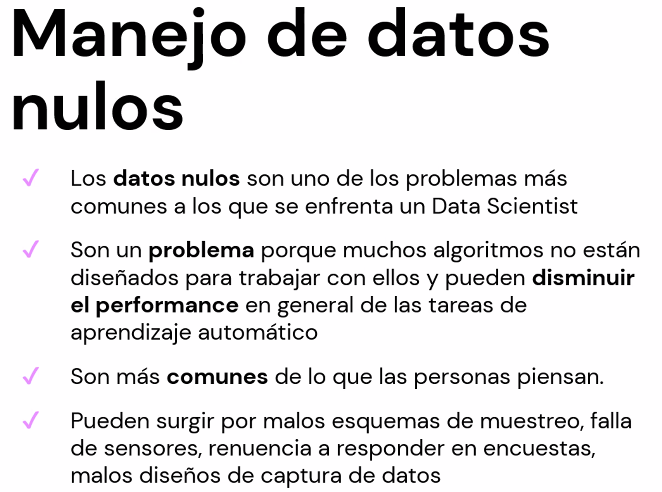 Manejo de datos
nulos
✓ Los datos nulos son uno de los problemas más
comunes a los que se enfrenta un Data Scientist
✓ Son un problema porque muchos algoritmos no están
diseñados para trabajar con ellos y pueden disminuir
el performance en general de las tareas de
aprendizaje automático
✓ Son más comunes de lo que las personas piensan.
✓ Pueden surgir por malos esquemas de muestreo, falla
de sensores, renuencia a responder en encuestas,
malos diseños de captura de datos